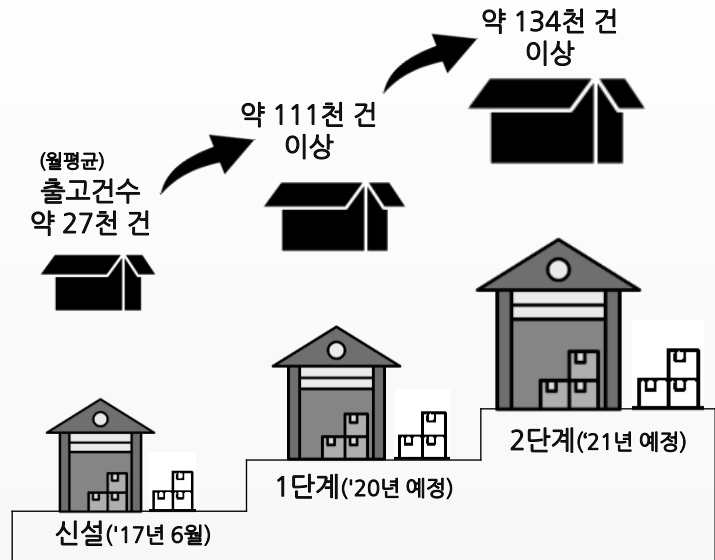 약 134천 건
이상
약 111천 건
이상
(월평균)
출고건수
약 27천 건
2단계(‘21년 예정)
1단계('20년 예정)
신설('17년 6월)